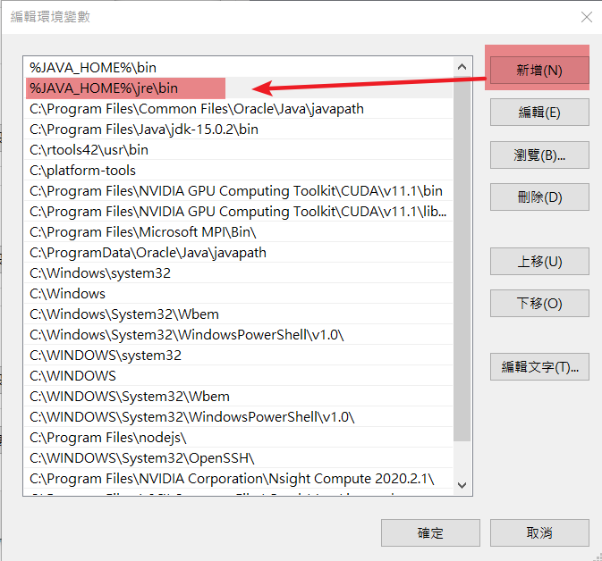 編輯環境變數
%JAVA_HOME%\bin
%JAVA_HOME%\jre\bin
C:\Program Files\Common Files\Oracle\Java\javapath
C:\Program Files\Java\jdk-15.0.2\bin
C:\rtools42\usr\bin
C:\platform-tools
C:\Program Files\NVIDIA GPU Computing Toolkit\CUDA\v11.1\bin
C:\Program Files\NVIDIA GPU Computing Toolkit\CUDA\v11.1\lib...
C:\Program Files\Microsoft MPI\Bin\
C:\ProgramData\Oracle\Java\javapath
C:\Windows\system32
C:\Windows
C:\Windows\System32\Wbem
C:\Windows\System32\WindowsPowerShell\v1.0\
C:\WINDOWS\system32
C:\WINDOWS
C:\WINDOWS\System32\Wbem
C:\WINDOWS\System32\WindowsPowerShell\v1.0\
C:\Program Files\nodejs\
C:\WINDOWS\System32\OpenSSH\
C:\Program Files\NVIDIA Corporation\Nsight Compute 2020.2.1\
新增(N)
編輯(E)
瀏覽(B)...
刪除(D)
上移(U)
下移(O)
編輯文字(T)...
確定
取消